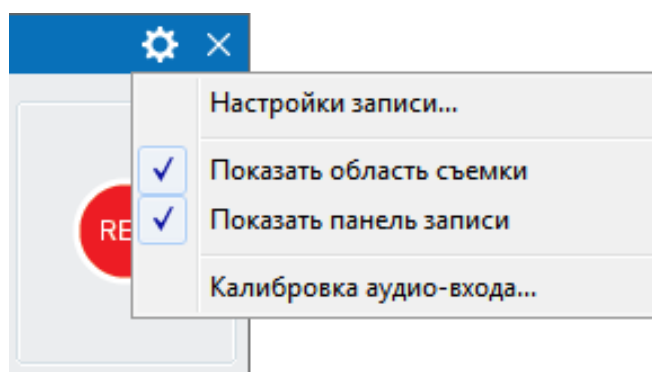 Настройки записи...
Показать область съемки
Показать панель записи
Калибровка аудио-входа...